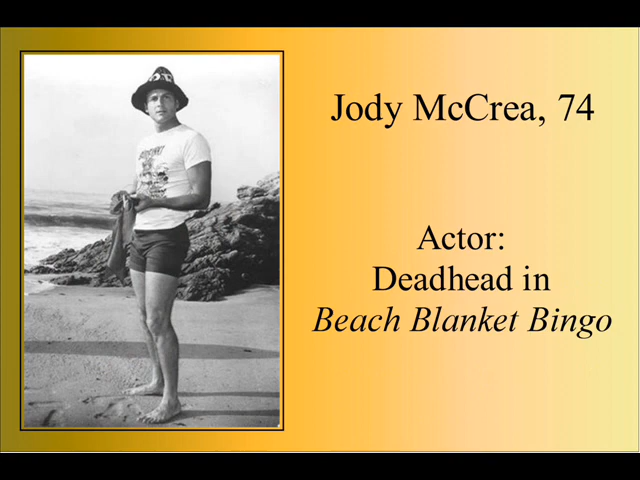 Jody McCrea, 74
Actor:
Deadhead in
Beach Blanket Bingo